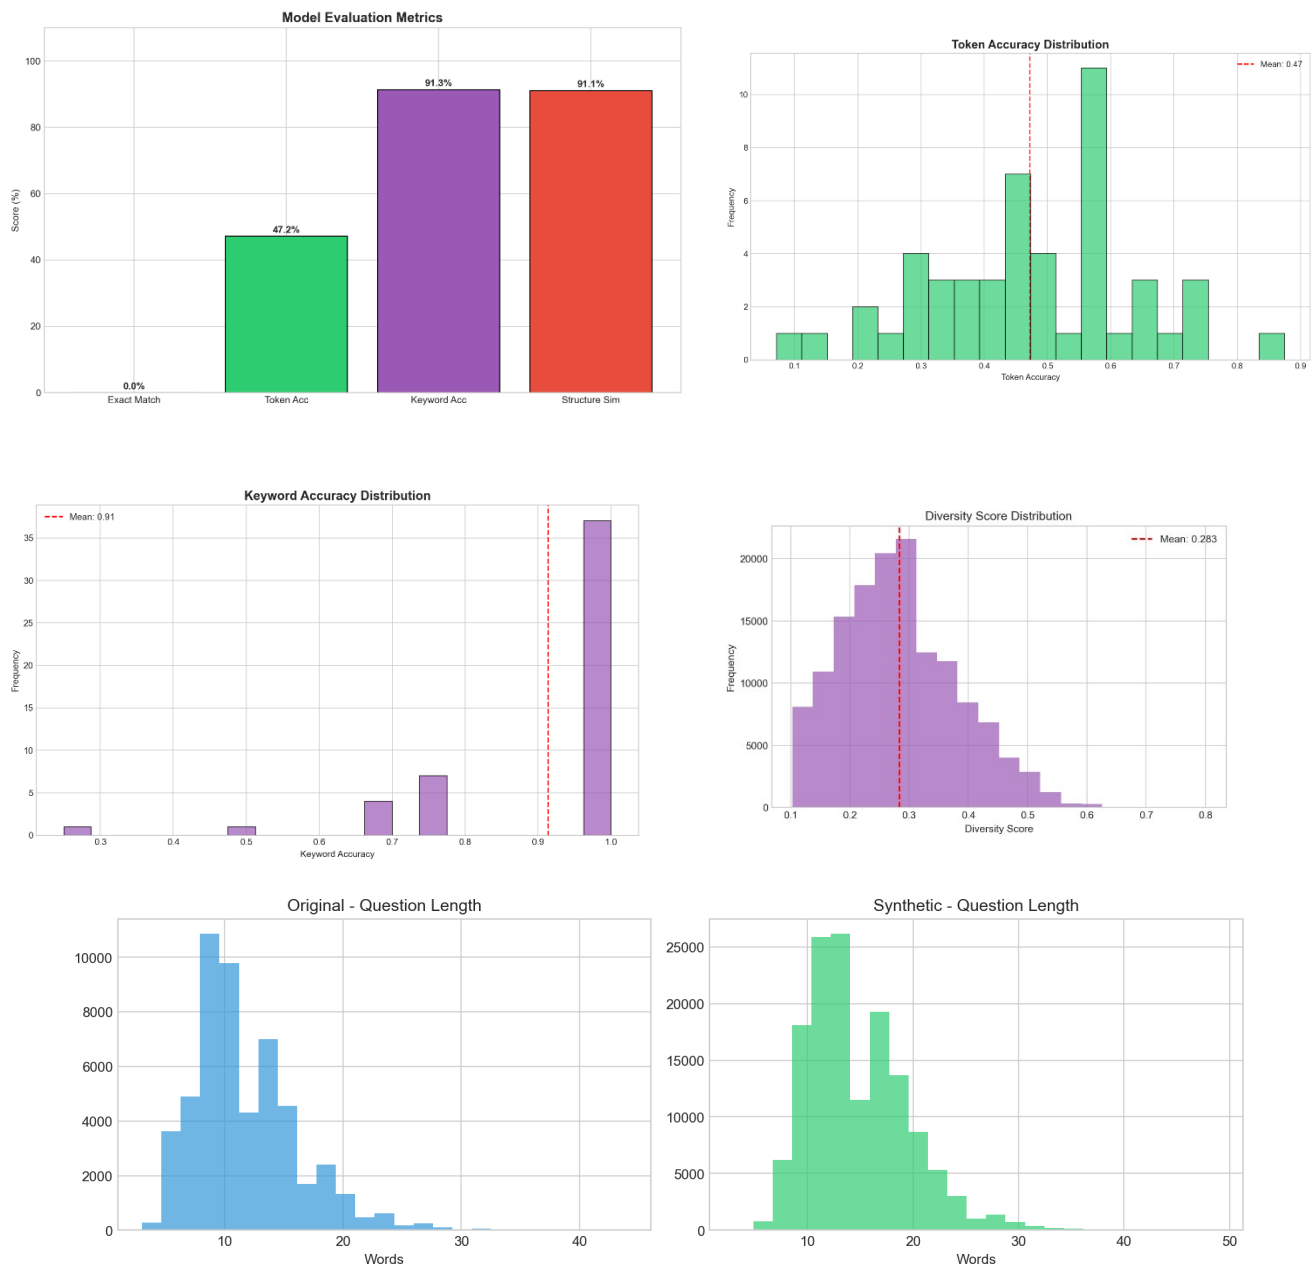 Model Evaluation Metrics
Score (%)
100
80
60
40
20
0
0.0%
47.2%
91.3%
91.1%
Exact Match
Token Acc
Keyword Acc
Structure Sim
Token Accuracy Distribution
Mean: 0.47
Frequency
10
8
6
4
2
0
0.1 0.2 0.3 0.4 0.5 0.6 0.7 0.8 0.9
Token Accuracy
Keyword Accuracy Distribution
Mean: 0.91
Frequency
35
30
25
20
15
10
5
0
0.3 0.4 0.5 0.6 0.7 0.8 0.9 1.0
Keyword Accuracy
Diversity Score Distribution
Mean: 0.283
Frequency
20000
15000
10000
5000
0
0.1 0.2 0.3 0.4 0.5 0.6 0.7 0.8
Diversity Score
Original - Question Length
10000
8000
6000
4000
2000
0
10 20 30 40
Words
Synthetic - Question Length
25000
20000
15000
10000
5000
0
10 20 30 40 50
Words